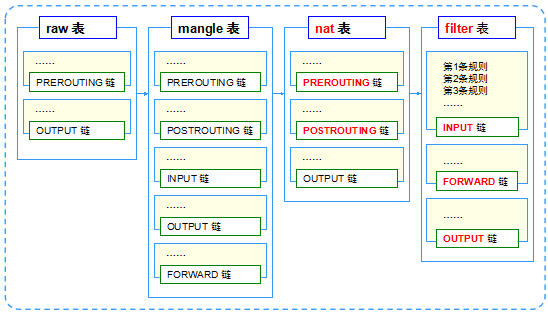 raw 表
……
PREROUTING 链
……
OUTPUT 链
mangle 表
……
PREROUTING 链
……
POSTROUTING 链
……
INPUT 链
……
OUTPUT 链
……
FORWARD 链
nat 表
……
PREROUTING 链
……
POSTROUTING 链
……
OUTPUT 链
filter 表
第1条规则
第2条规则
第3条规则
……
INPUT 链
……
FORWARD 链
……
OUTPUT 链